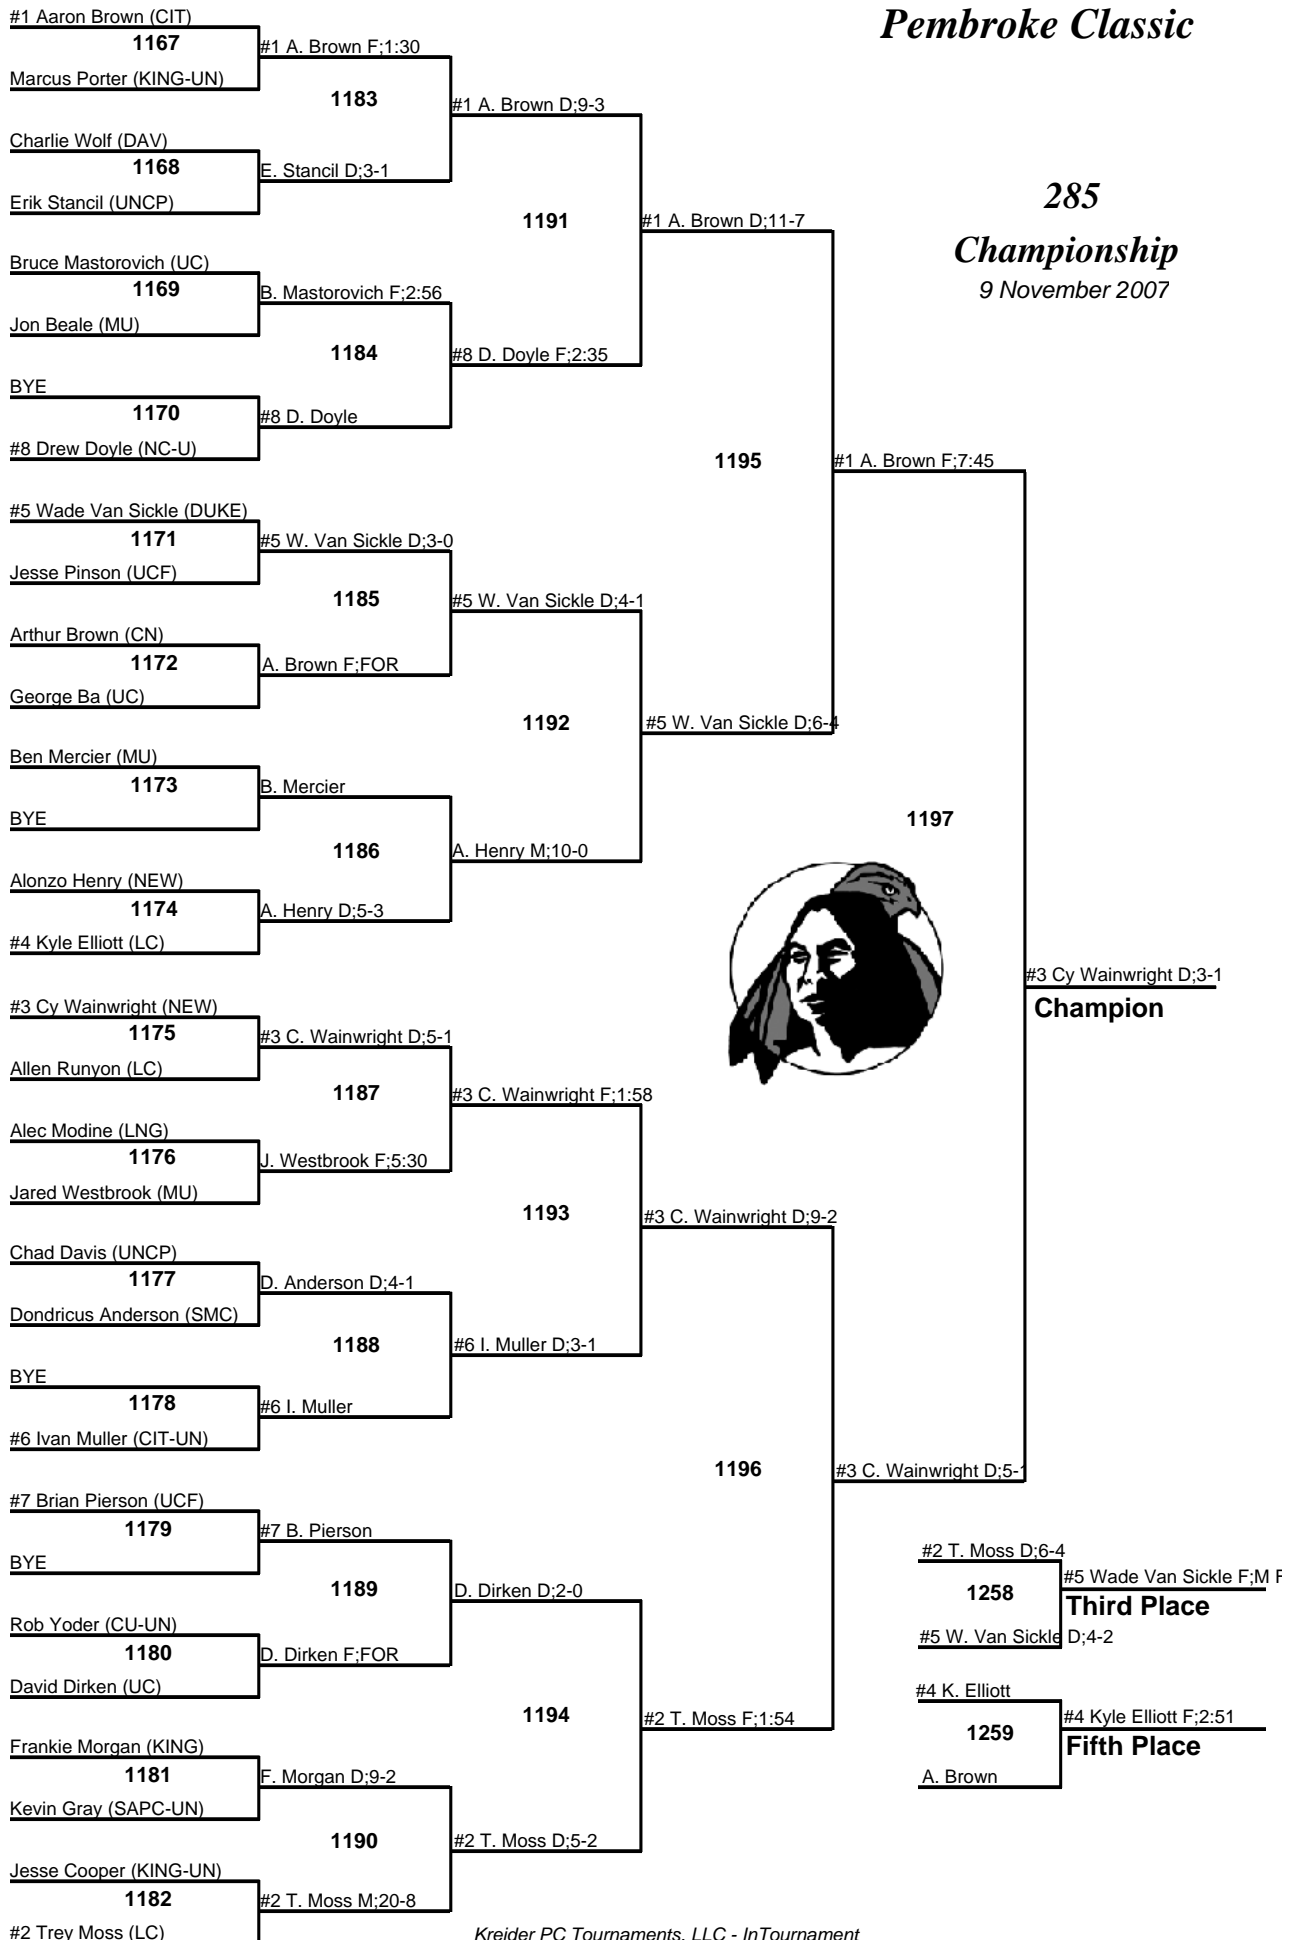 Pembroke Classic
285
Championship
9 November 2007
#1 Aaron Brown (CIT)
1167
Marcus Porter (KING-UN)
Charlie Wolf (DAV)
1168
Erik Stancil (UNCP)
Bruce Mastorovich (UC)
1169
Jon Beale (MU)
BYE
1170
#8 Drew Doyle (NC-U)
#5 Wade Van Sickle (DUKE)
1171
Jesse Pinson (UCF)
Arthur Brown (CN)
1172
George Ba (UC)
Ben Mercier (MU)
1173
BYE
Alonzo Henry (NEW)
1174
#4 Kyle Elliott (LC)
#3 Cy Wainwright (NEW)
1175
Allen Runyon (LC)
Alec Modine (LNG)
1176
Jared Westbrook (MU)
Chad Davis (UNCP)
1177
Dondricus Anderson (SMC)
BYE
1178
#6 Ivan Muller (CIT-UN)
#7 Brian Pierson (UCF)
1179
BYE
Rob Yoder (CU-UN)
1180
David Dirken (UC)
Frankie Morgan (KING)
1181
Kevin Gray (SAPC-UN)
Jesse Cooper (KING-UN)
1182
#2 Trey Moss (LC)
#1 A. Brown F;1:30
1183
E. Stancil D;3-1
B. Mastorovich F;2:56
1184
#8 D. Doyle
#5 W. Van Sickle D;3-0
1185
A. Brown F;FOR
B. Mercier
1186
A. Henry D;5-3
#3 C. Wainwright D;5-1
1187
J. Westbrook F;5:30
D. Anderson D;4-1
1188
#6 I. Muller
#7 B. Pierson
1189
D. Dirken F;FOR
F. Morgan D;9-2
1190
#2 T. Moss M;20-8
#1 A. Brown D;9-3
1191
#8 D. Doyle F;2:35
#5 W. Van Sickle D;4-1
1192
A. Henry M;10-0
#3 C. Wainwright F;1:58
1193
#6 I. Muller D;3-1
D. Dirken D;2-0
1194
#2 T. Moss D;5-2
#1 A. Brown D;11-7
1195
#5 W. Van Sickle D;6-4
#3 C. Wainwright D;9-2
1196
#2 T. Moss F;1:54
#1 A. Brown F;7:45
1197
#3 C. Wainwright D;5-1
#3 Cy Wainwright D;3-1
Champion
#2 T. Moss D;6-4
1258
#5 W. Van Sickle D;4-2
#5 Wade Van Sickle F;M F
Third Place
#4 K. Elliott
1259
A. Brown
#4 Kyle Elliott F;2:51
Fifth Place
Kreider PC Tournaments, LLC - InTournament